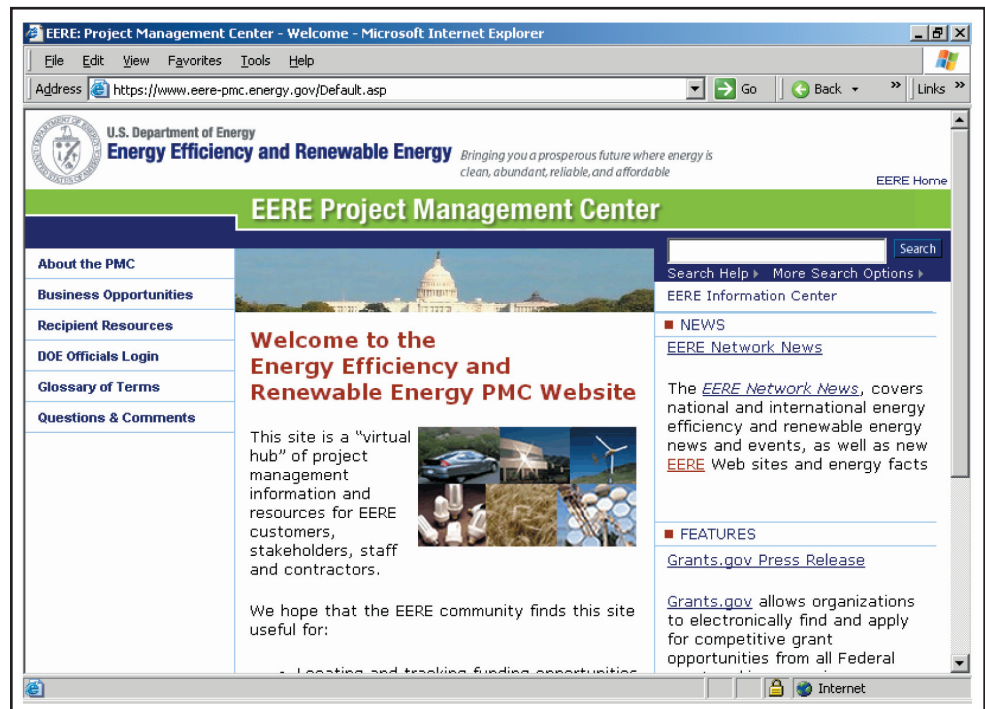 EERE: Project Management Center - Welcome - Microsoft Internet Explorer
File Edit View Favorites Tools Help
Address https://www.eere-pmc.energy.gov/Default.asp Go Back » Links »
U.S. Department of Energy
Energy Efficiency and Renewable Energy
Bringing you a prosperous future where energy is
clean, abundant, reliable, and affordable
EERE Home
EERE Project Management Center
Search
Search Help More Search Options
About the PMC
Business Opportunities
Recipient Resources
DOE Officials Login
Glossary of Terms
Questions & Comments
Welcome to the
Energy Efficiency and
Renewable Energy PMC Website
This site is a “virtual
hub” of project
management
information and
resources for EERE
customers,
stakeholders, staff
and contractors.
We hope that the EERE community finds this site
useful for:
- Locating and tracking funding opportunities
EERE Information Center
NEWS
EERE Network News
The EERE Network News, covers
national and international energy
efficiency and renewable energy
news and events, as well as new
EERE Web sites and energy facts
FEATURES
Grants.gov Press Release
Grants.gov allows organizations
to electronically find and apply
for competitive grant
opportunities from all Federal
Internet